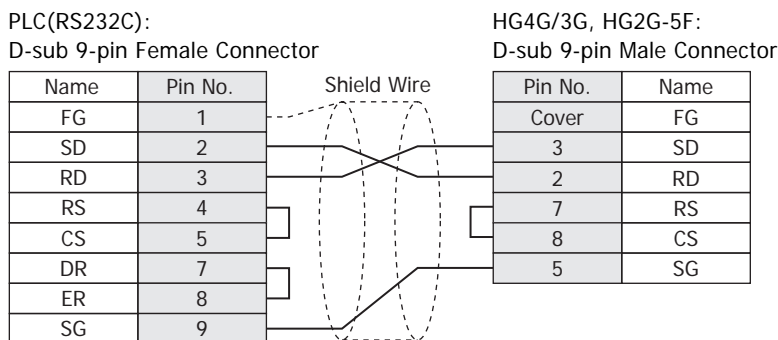 PLC(RS232C):
D-sub 9-pin Female Connector
Name Pin No.
FG 1
SD 2
RD 3
RS 4
CS 5
DR 7
ER 8
SG 9
Shield Wire
HG4G/3G, HG2G-5F:
D-sub 9-pin Male Connector
Pin No. Name
Cover FG
3 SD
2 RD
7 RS
8 CS
5 SG